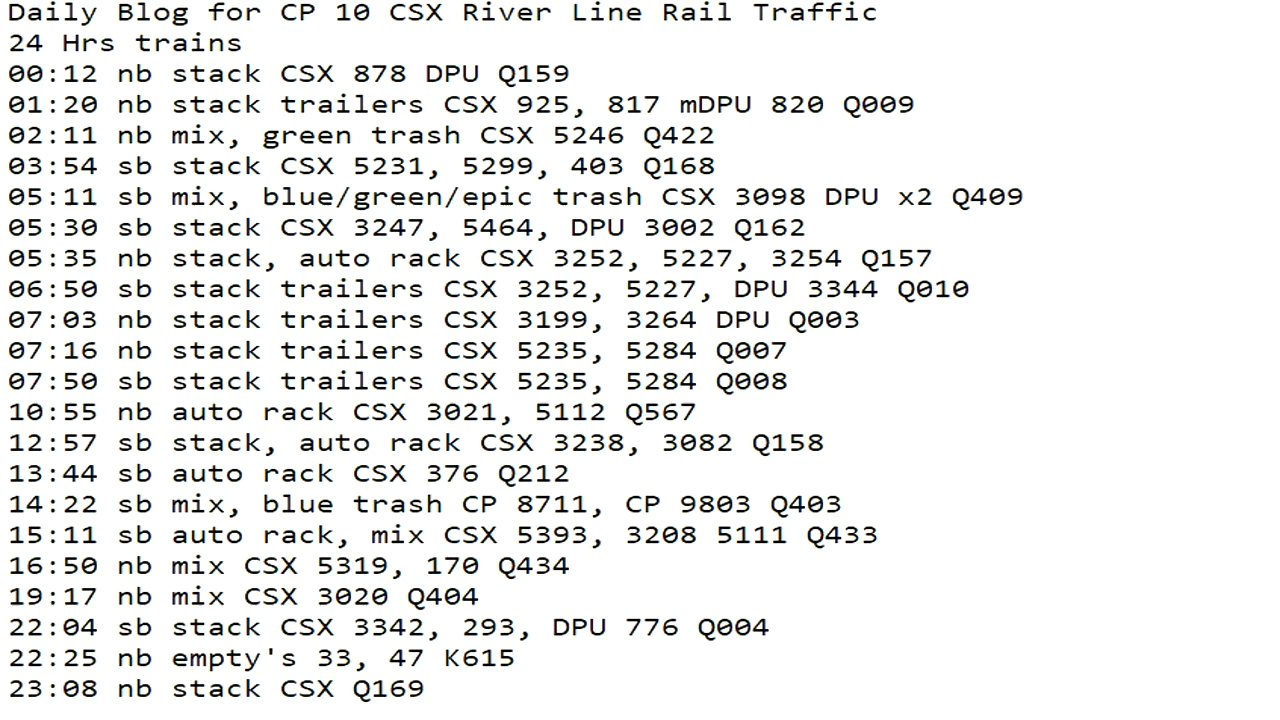 Daily Blog for CP 10 CSX River Line Rail Traffic
24 Hrs trains
00:12 nb stack CSX 878 DPU Q159
01:20 nb stack trailers CSX 925, 817 mDPU 820 Q009
02:11 nb mix, green trash CSX 5246 Q422
03:54 sb stack CSX 5231, 5299, 403 Q168
05:11 sb mix, blue/green/epic trash CSX 3098 DPU x2 Q409
05:30 sb stack CSX 3247, 5464, DPU 3002 Q162
05:35 nb stack, auto rack CSX 3252, 5227, 3254 Q157
06:50 sb stack trailers CSX 3252, 5227, DPU 3344 Q010
07:03 nb stack trailers CSX 3199, 3264 DPU Q003
07:16 nb stack trailers CSX 5235, 5284 Q007
07:50 sb stack trailers CSX 5235, 5284 Q008
10:55 nb auto rack CSX 3021, 5112 Q567
12:57 sb stack, auto rack CSX 3238, 3082 Q158
13:44 sb auto rack CSX 376 Q212
14:22 sb mix, blue trash CP 8711, CP 9803 Q403
15:11 sb auto rack, mix CSX 5393, 3208 5111 Q433
16:50 nb mix CSX 5319, 170 Q434
19:17 nb mix CSX 3020 Q404
22:04 sb stack CSX 3342, 293, DPU 776 Q004
22:25 nb empty's 33, 47 K615
23:08 nb stack CSX Q169